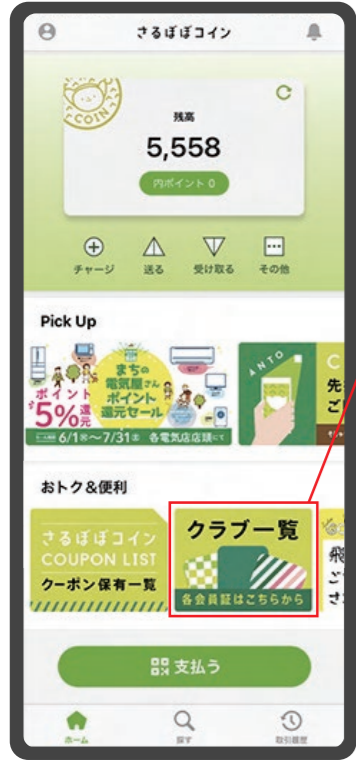 さるぼぼコイン
COIN
残高
5,558
内ポイント 0
チャージ
送る
受け取る
その他
Pick Up
まちの
電気屋さん
ポイント
還元セール
ポイント
5%還元
6/1 〜7/31 各電気店店頭にて
ANTO
C
先
ご
おトク&便利
さるぼぼコイン
COUPON LIST
クーポン保有一覧
クラブ一覧
各会員証はこちらから
飛
支払う
ホーム
探す
取引履歴